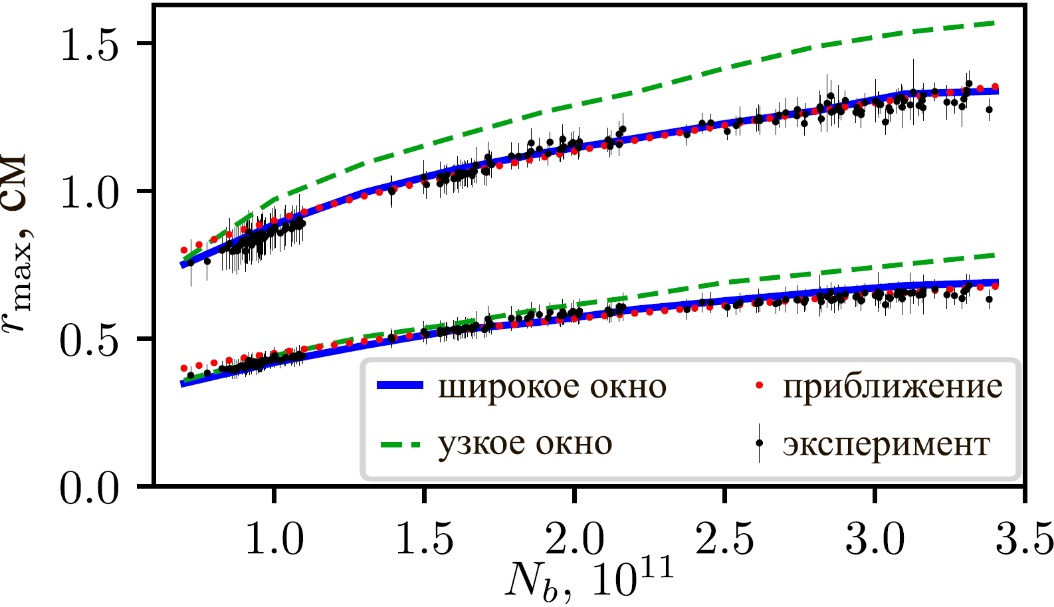 r_max, см
1.5
1.0
0.5
0.0
широкое окно
узкое окно
приближение
эксперимент
1.0 1.5 2.0 2.5 3.0 3.5
N_b, 10^11